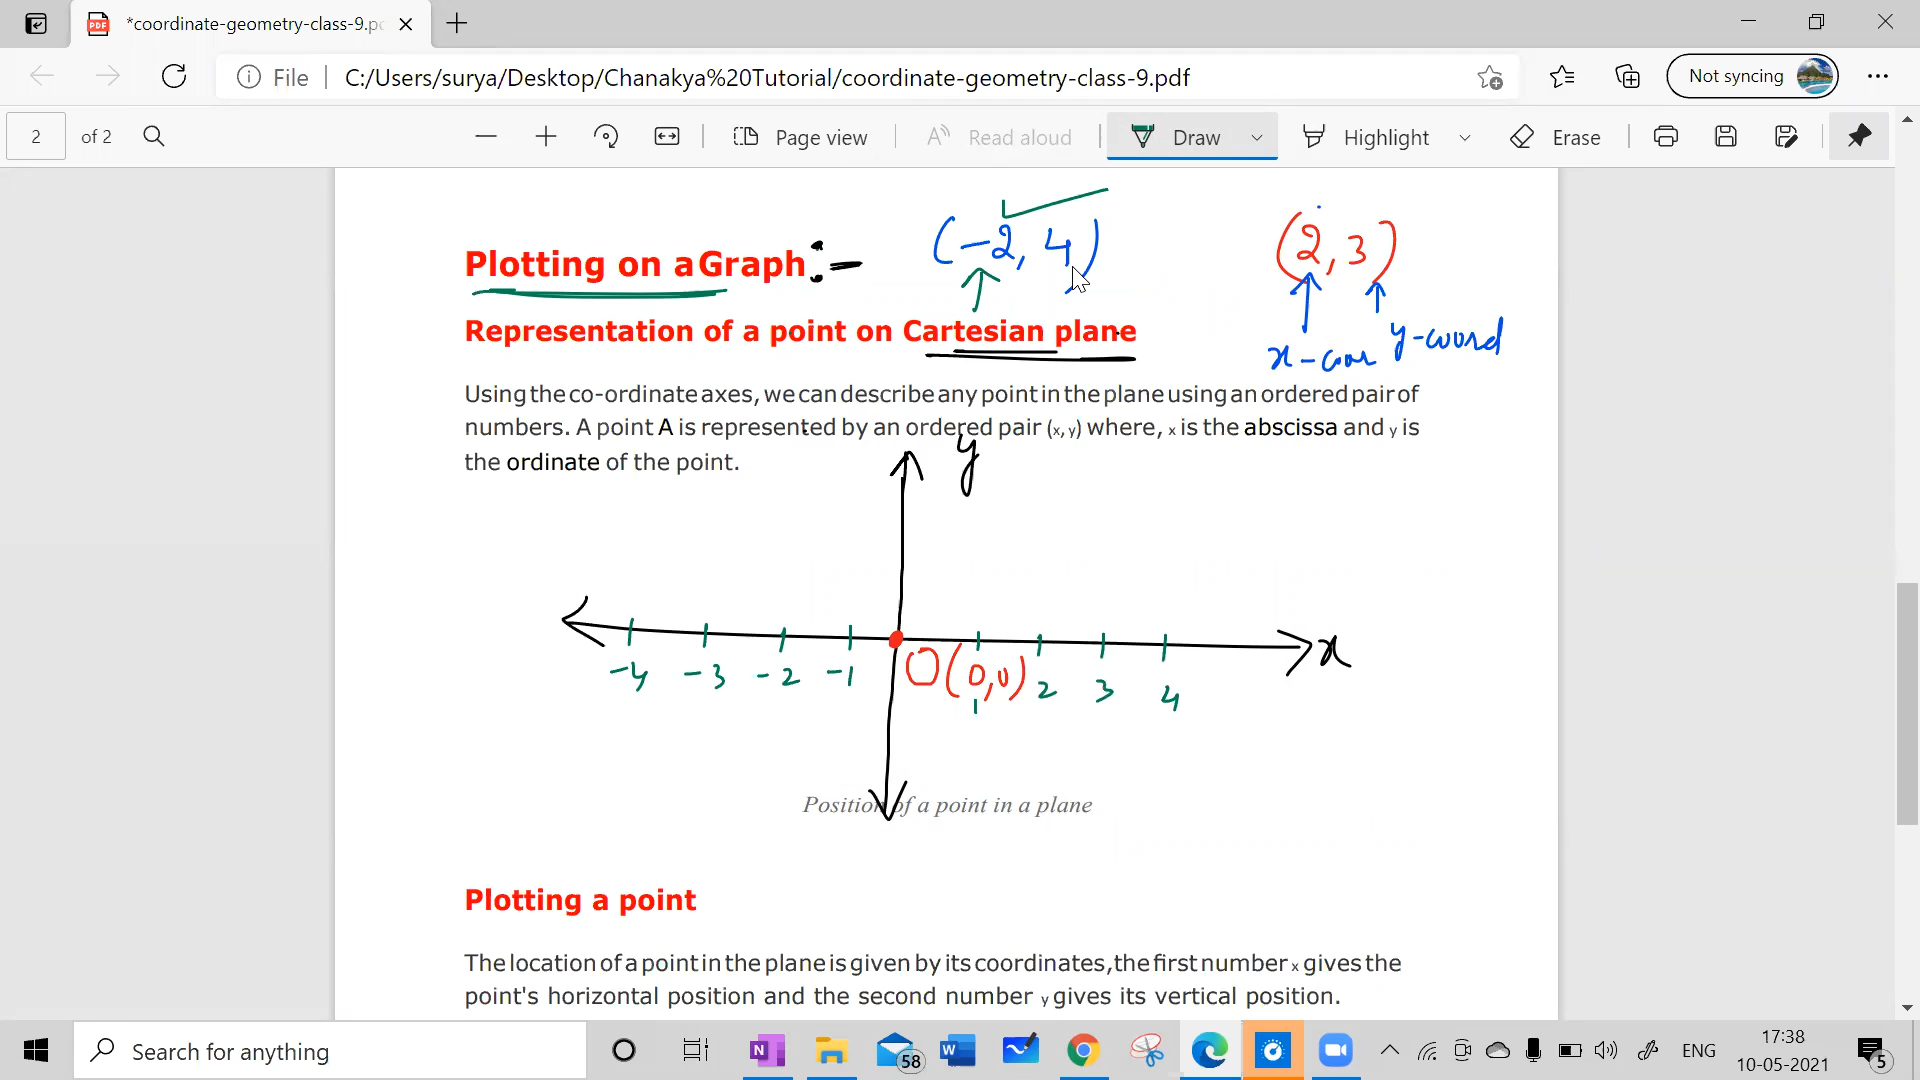 *coordinate-geometry-class-9.pd
File | C:/Users/surya/Desktop/Chanakya%20Tutorial/coordinate-geometry-class-9.pdf
Not syncing
2 of 2
Page view
Read aloud
Draw
Highlight
Erase
(-2, 4)
(2, 3)
Plotting on a Graph :-
x-coor
y-coord
Representation of a point on Cartesian plane
Using the co-ordinate axes, we can describe any point in the plane using an ordered pair of
numbers. A point A is represented by an ordered pair (x, y) where, x is the abscissa and y is
the ordinate of the point.
y
x
-4 -3 -2 -1 O(0,0) 1 2 3 4
Position of a point in a plane
Plotting a point
The location of a point in the plane is given by its coordinates, the first number x gives the
point's horizontal position and the second number y gives its vertical position.
Search for anything
58
ENG
17:38
10-05-2021
5